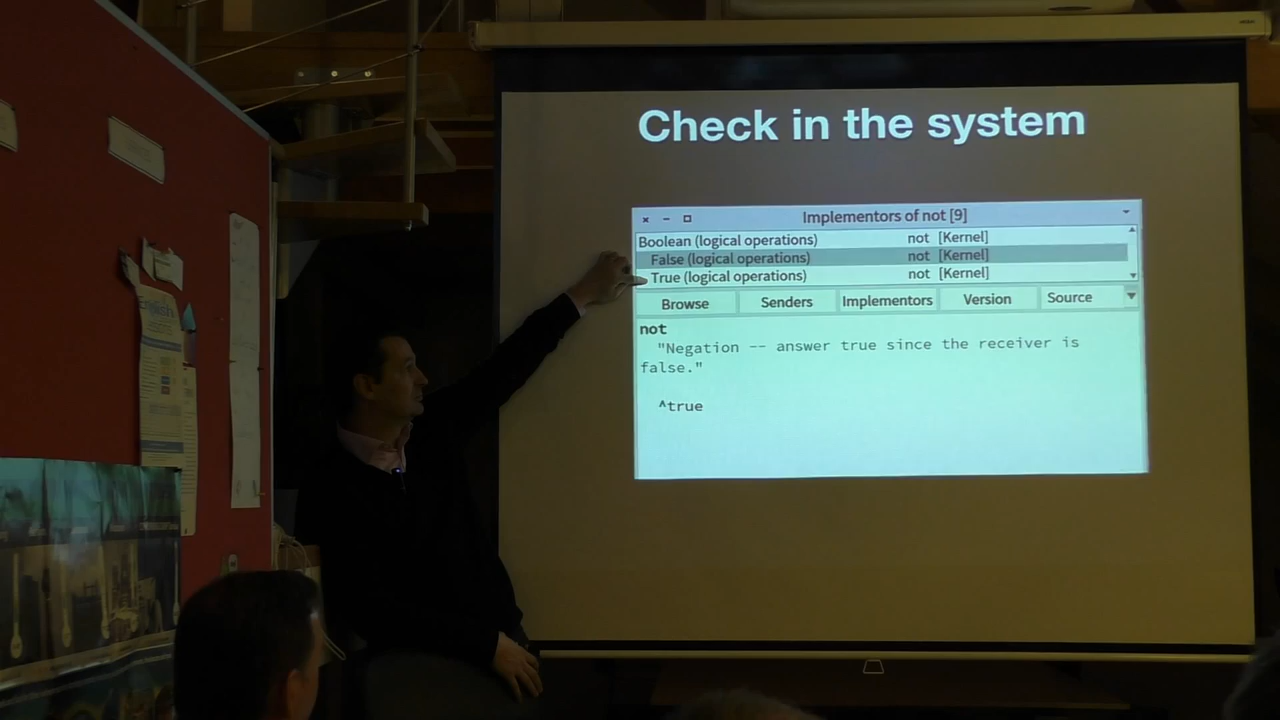 Check in the system
Implementors of not [9]
Boolean (logical operations) not [Kernel]
False (logical operations) not [Kernel]
True (logical operations) not [Kernel]
Browse Senders Implementors Version Source
not
"Negation -- answer true since the receiver is
false."
^true